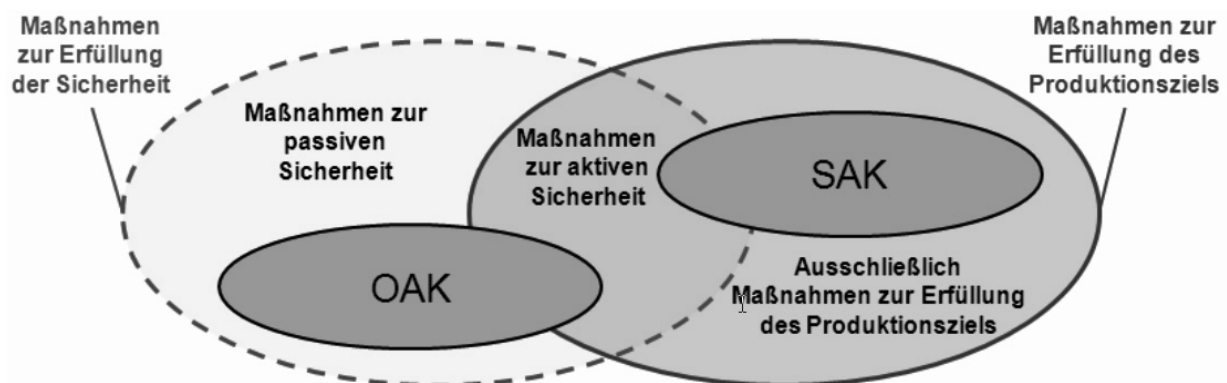 Maßnahmen
zur Erfüllung
der Sicherheit
Maßnahmen zur
passiven
Sicherheit
Maßnahmen
zur aktiven
Sicherheit
Maßnahmen zur
Erfüllung des
Produktionsziels
SAK
OAK
Ausschließlich
Maßnahmen zur Erfüllung
des Produktionsziels